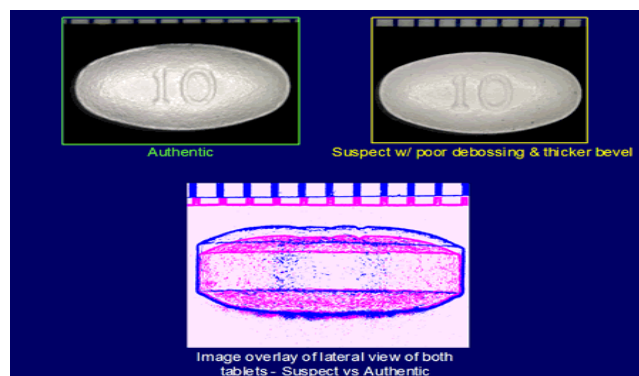 10
10
Authentic
Suspect w/ poor debossing & thicker bevel
Image overlay of lateral view of both
tablets - Suspect vs Authentic